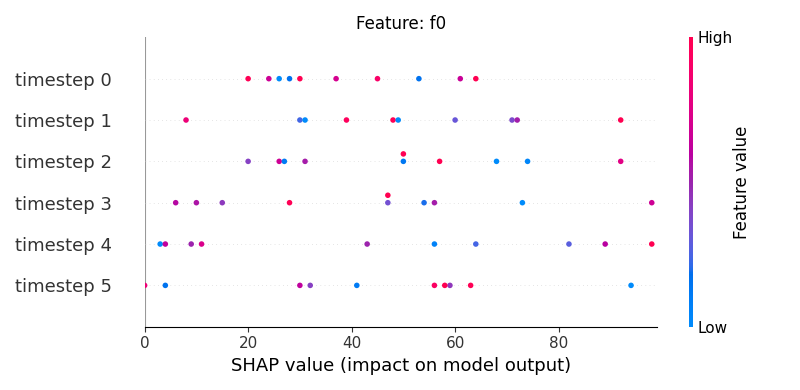 Feature: f0
High
timestep 0
timestep 1
timestep 2
timestep 3
timestep 4
timestep 5
Feature value
Low
0 20 40 60 80
SHAP value (impact on model output)